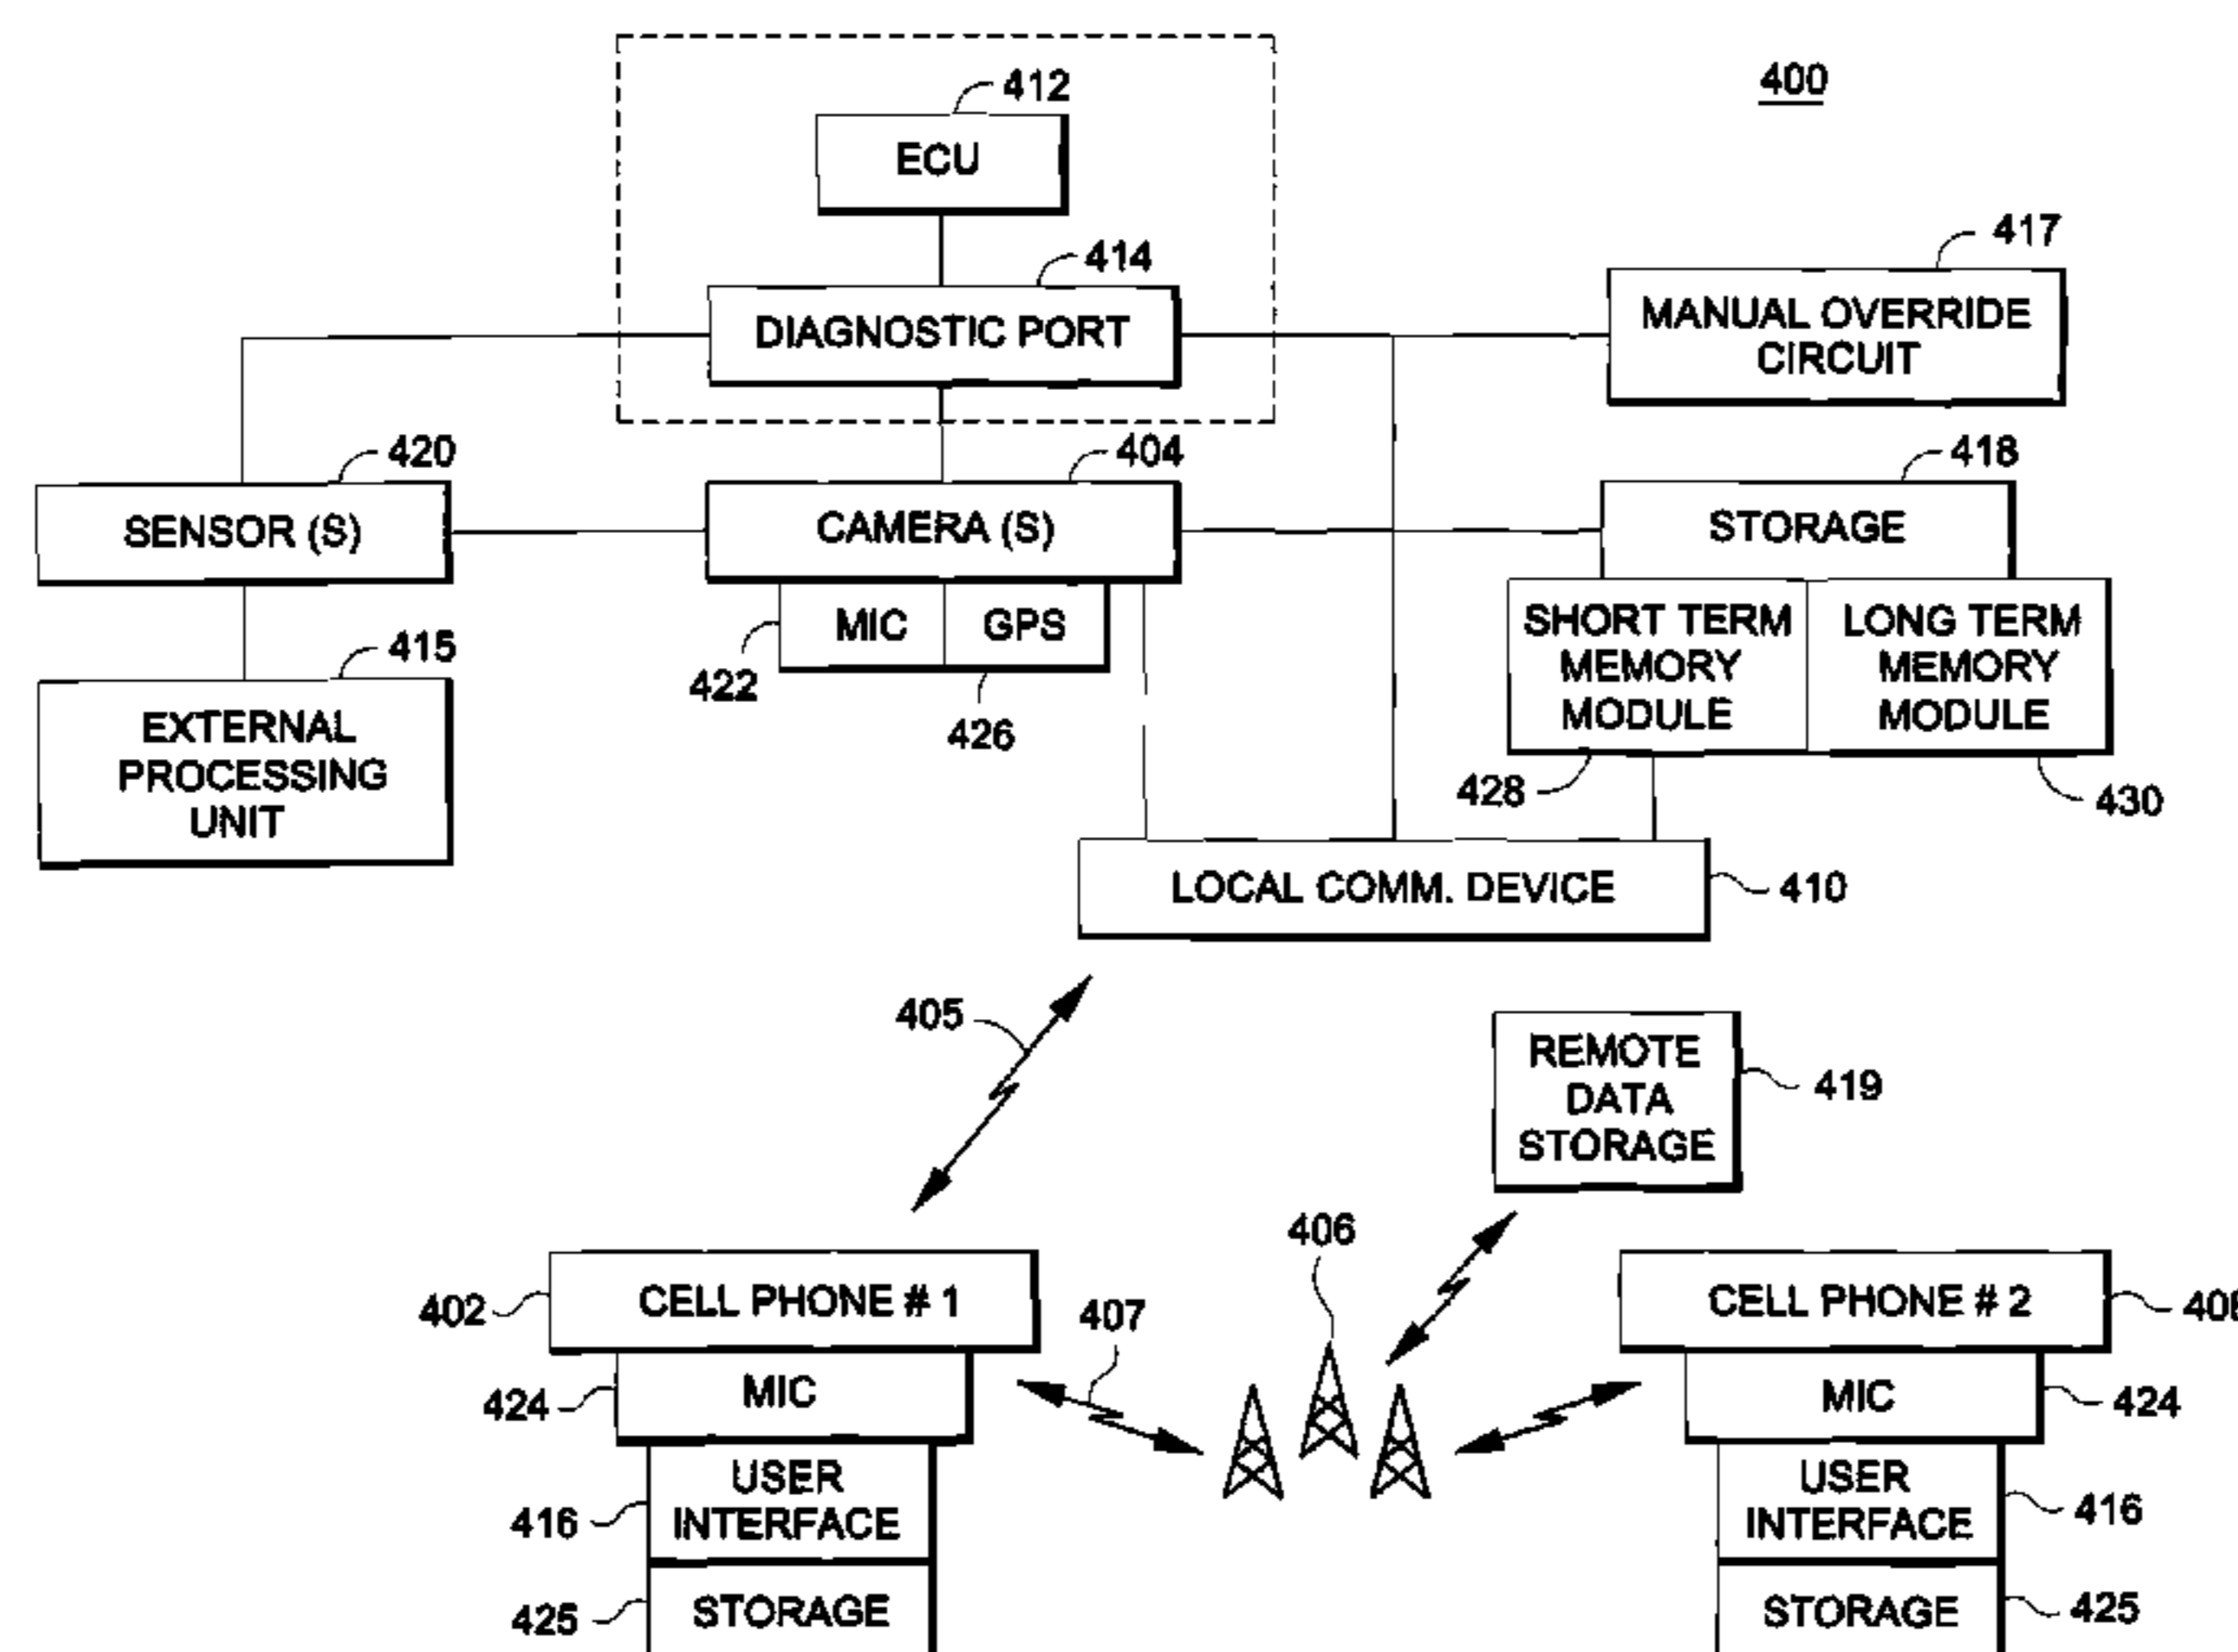 400
412
ECU
414
DIAGNOSTIC PORT
417
MANUAL OVERRIDE
CIRCUIT
420
SENSOR (S)
404
CAMERA (S)
418
STORAGE
MIC
GPS
422
426
SHORT TERM
MEMORY
MODULE
LONG TERM
MEMORY
MODULE
428
430
415
EXTERNAL
PROCESSING
UNIT
LOCAL COMM. DEVICE
410
405
REMOTE
DATA
STORAGE
419
406
402
CELL PHONE # 1
407
CELL PHONE # 2
424
MIC
MIC
424
416
USER
INTERFACE
USER
INTERFACE
416
425
STORAGE
STORAGE
425